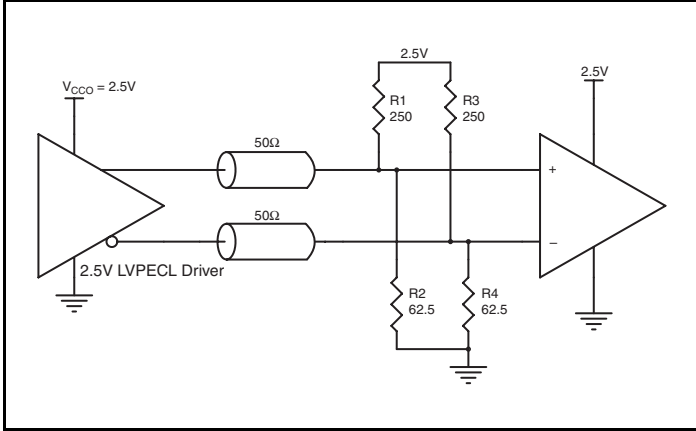 2.5V
V_CCO = 2.5V
2.5V
R1
250
R3
250
50Ω
+
50Ω
−
2.5V LVPECL Driver
R2
62.5
R4
62.5